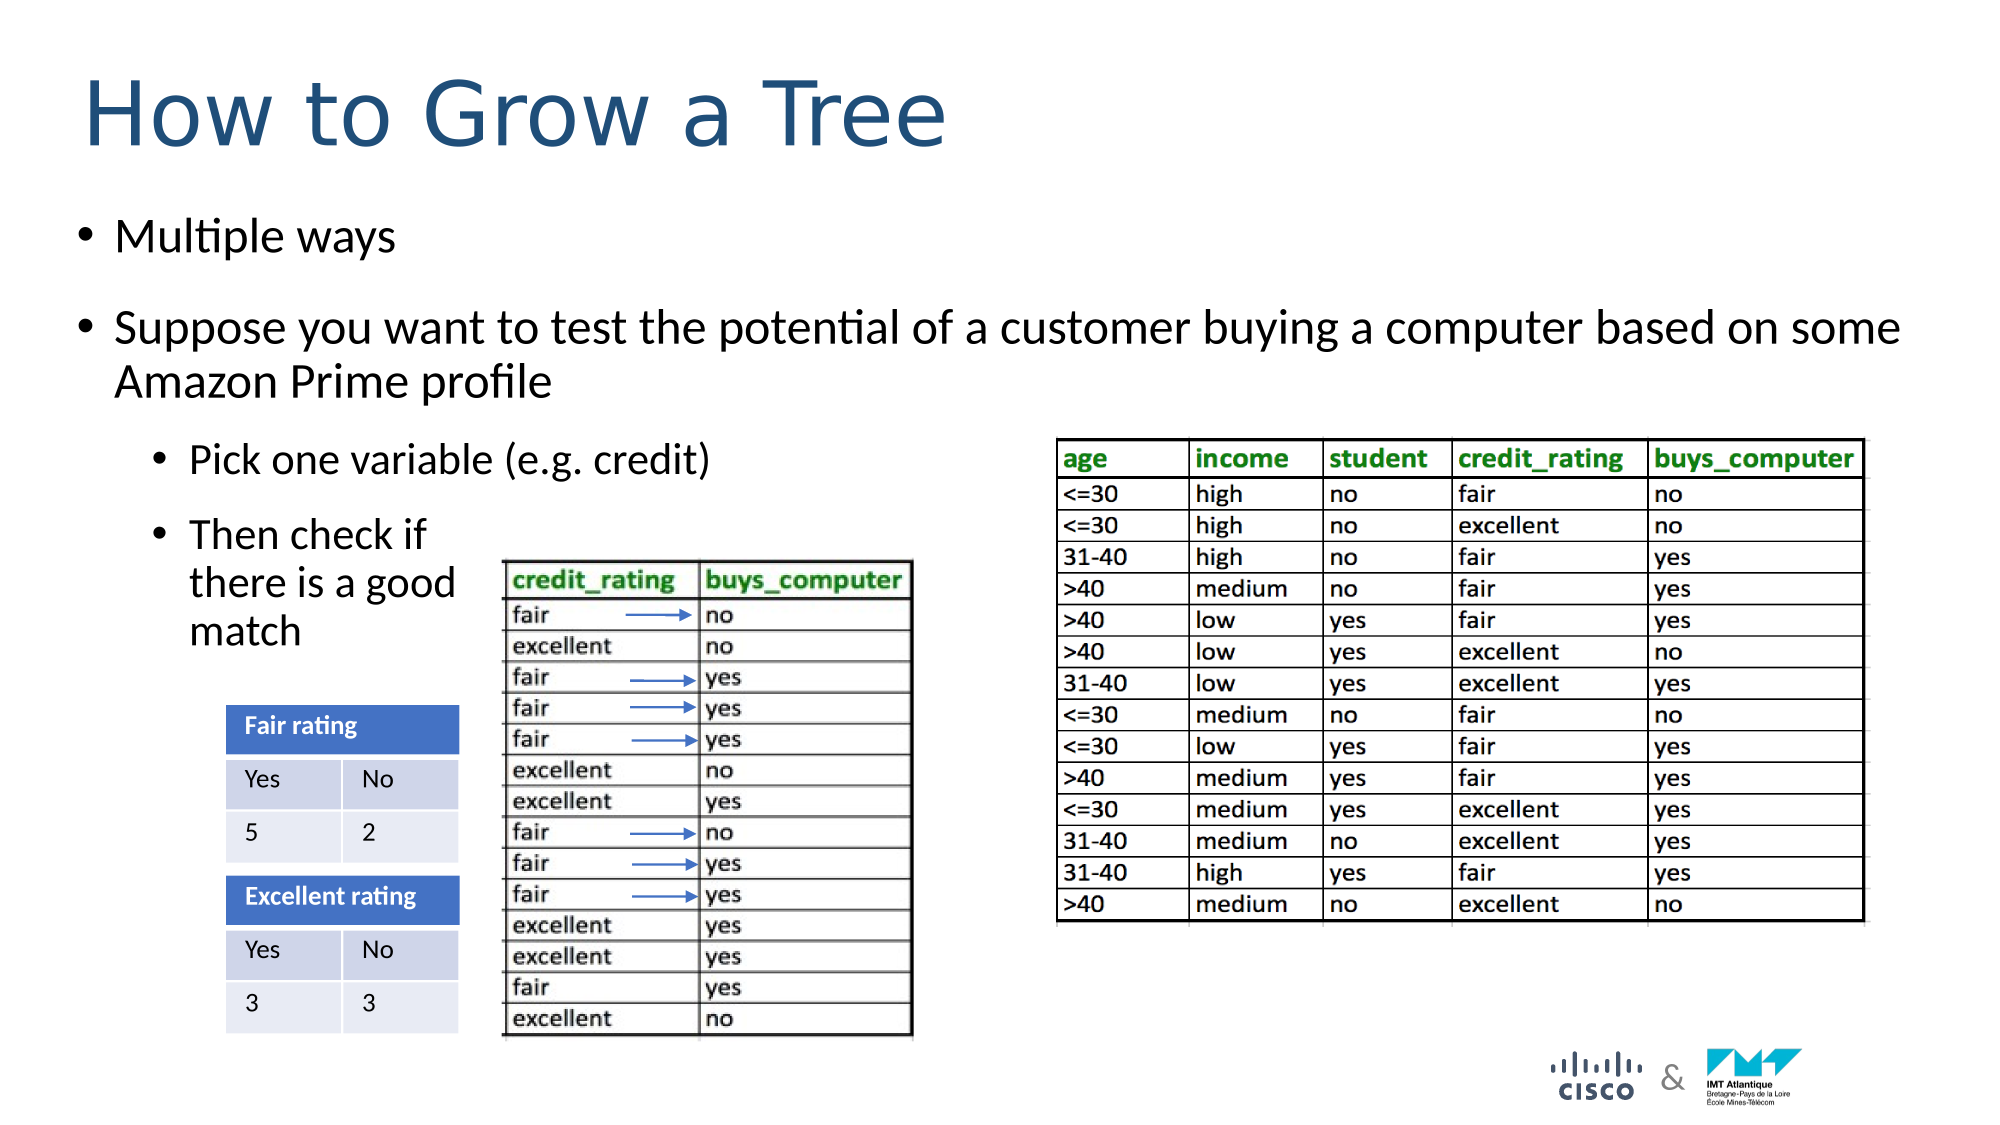 How to Grow a Tree
• Multiple ways
• Suppose you want to test the potential of a customer buying a computer based on some
Amazon Prime profile
• Pick one variable (e.g. credit)
• Then check if
there is a good
match
Fair rating
Yes No
5 2
Excellent rating
Yes No
3 3
credit_rating buys_computer
fair no
excellent no
fair yes
fair yes
fair yes
excellent no
excellent yes
fair no
fair yes
fair yes
excellent yes
excellent yes
fair yes
excellent no
age income student credit_rating buys_computer
<=30 high no fair no
<=30 high no excellent no
31-40 high no fair yes
>40 medium no fair yes
>40 low yes fair yes
>40 low yes excellent no
31-40 low yes excellent yes
<=30 medium no fair no
<=30 low yes fair yes
>40 medium yes fair yes
<=30 medium yes excellent yes
31-40 medium no excellent yes
31-40 high yes fair yes
>40 medium no excellent no
CISCO & IMT Atlantique
Bretagne-Pays de la Loire
École Mines-Télécom